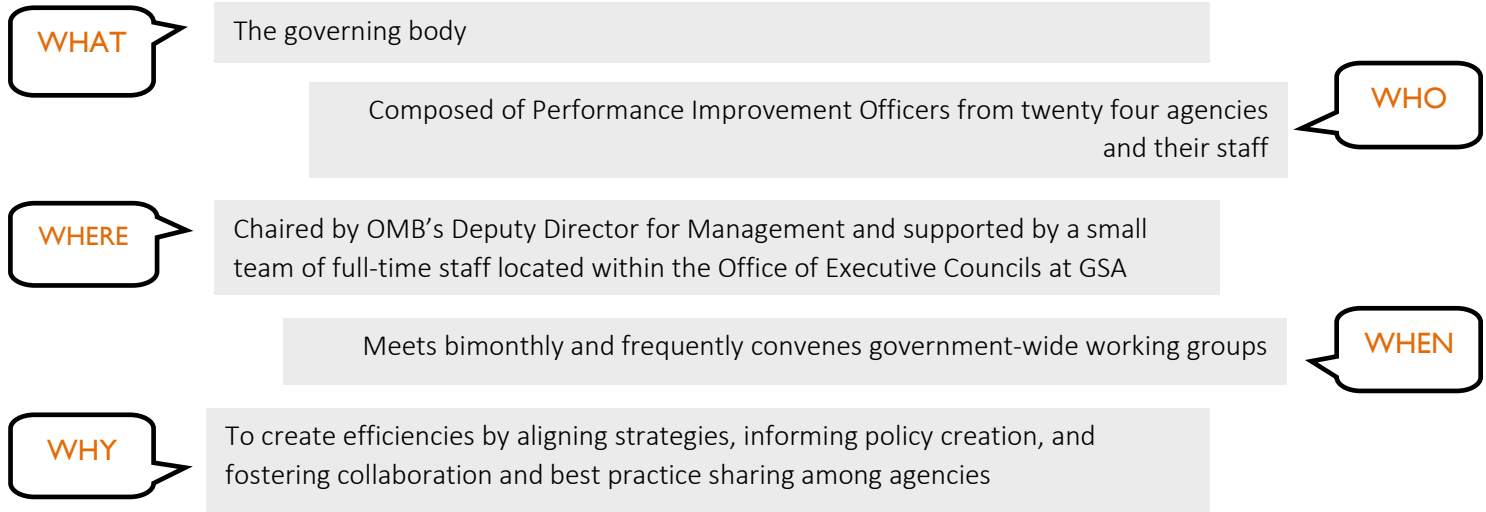 WHAT
The governing body
Composed of Performance Improvement Officers from twenty four agencies
and their staff
WHO
WHERE
Chaired by OMB’s Deputy Director for Management and supported by a small
team of full-time staff located within the Office of Executive Councils at GSA
Meets bimonthly and frequently convenes government-wide working groups
WHEN
WHY
To create efficiencies by aligning strategies, informing policy creation, and
fostering collaboration and best practice sharing among agencies